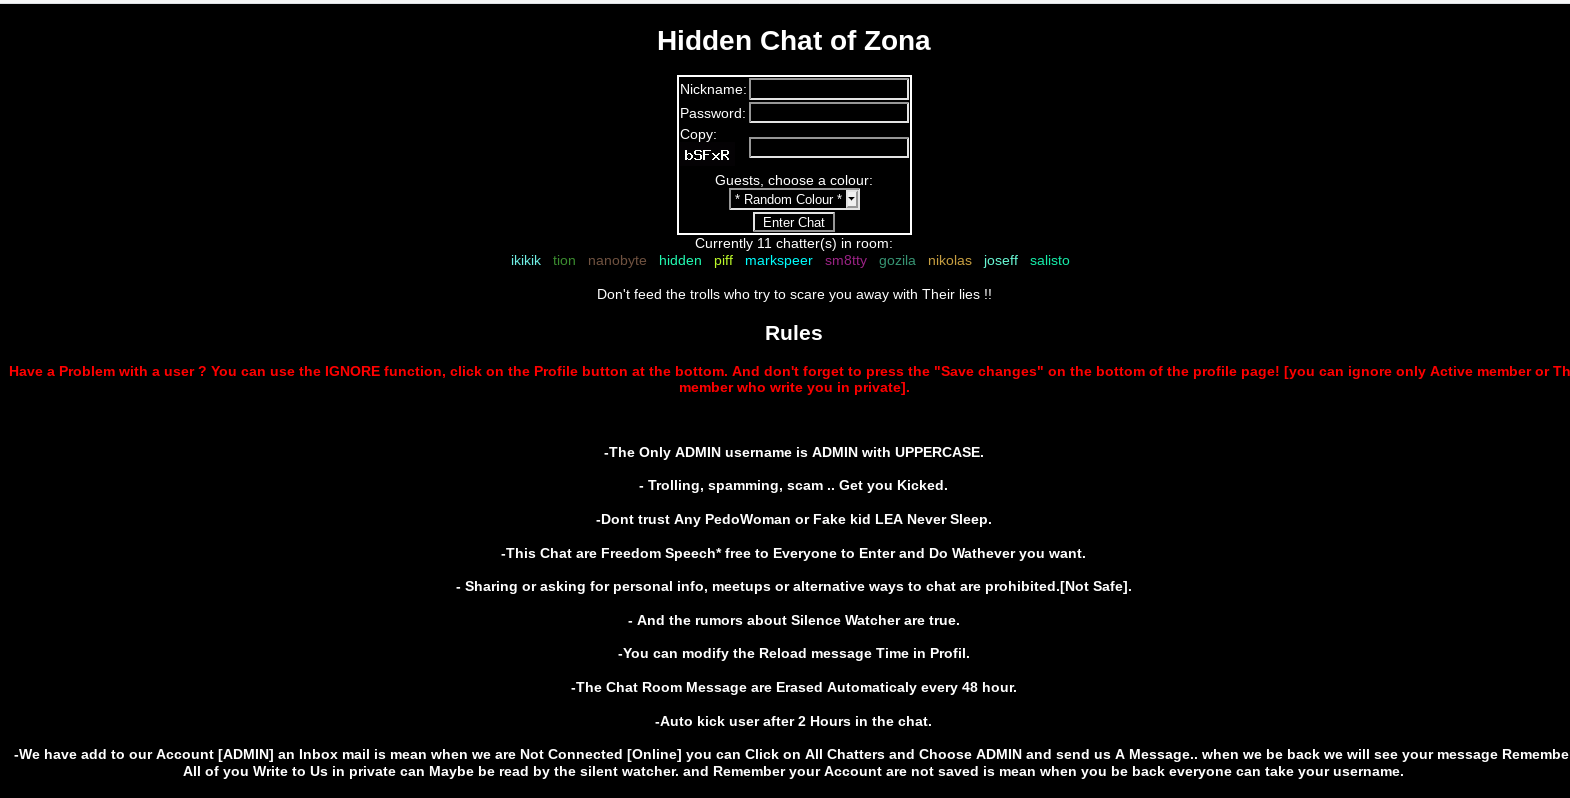 Hidden Chat of Zona
Nickname:
Password:
Copy:
bSFxR
Guests, choose a colour:
* Random Colour *
Enter Chat
Currently 11 chatter(s) in room:
ikikik tion nanobyte hidden piff markspeer sm8tty gozila nikolas joseff salisto
Don't feed the trolls who try to scare you away with Their lies !!
Rules
Have a Problem with a user ? You can use the IGNORE function, click on the Profile button at the bottom. And don't forget to press the "Save changes" on the bottom of the profile page! [you can ignore only Active member or Th
member who write you in private].
-The Only ADMIN username is ADMIN with UPPERCASE.
- Trolling, spamming, scam .. Get you Kicked.
-Dont trust Any PedoWoman or Fake kid LEA Never Sleep.
-This Chat are Freedom Speech* free to Everyone to Enter and Do Wathever you want.
- Sharing or asking for personal info, meetups or alternative ways to chat are prohibited.[Not Safe].
- And the rumors about Silence Watcher are true.
-You can modify the Reload message Time in Profil.
-The Chat Room Message are Erased Automaticaly every 48 hour.
-Auto kick user after 2 Hours in the chat.
-We have add to our Account [ADMIN] an Inbox mail is mean when we are Not Connected [Online] you can Click on All Chatters and Choose ADMIN and send us A Message.. when we be back we will see your message Remember
All of you Write to Us in private can Maybe be read by the silent watcher. and Remember your Account are not saved is mean when you be back everyone can take your username.